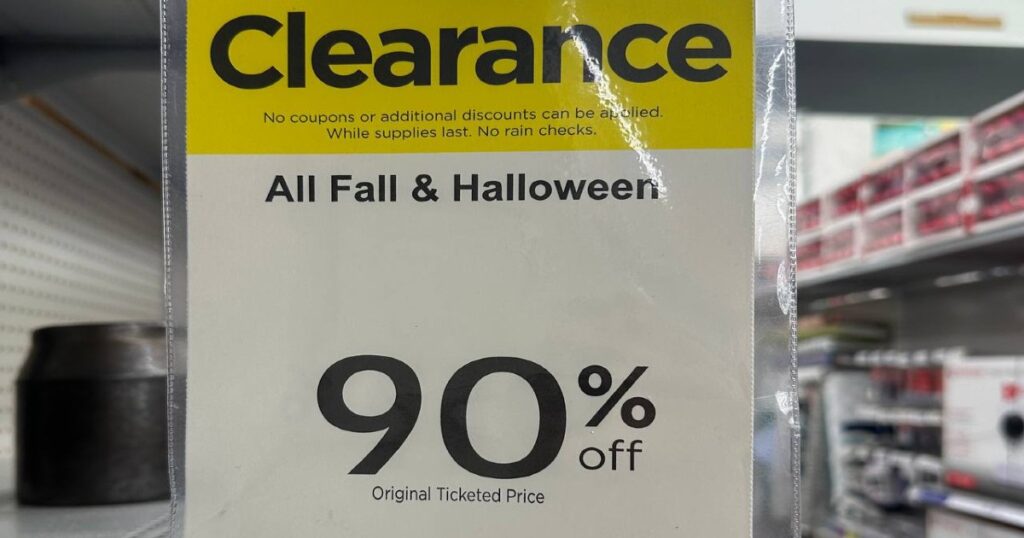 Clearance
No coupons or additional discounts can be applied.
While supplies last. No rain checks.
All Fall & Halloween
90%
off
Original Ticketed Price